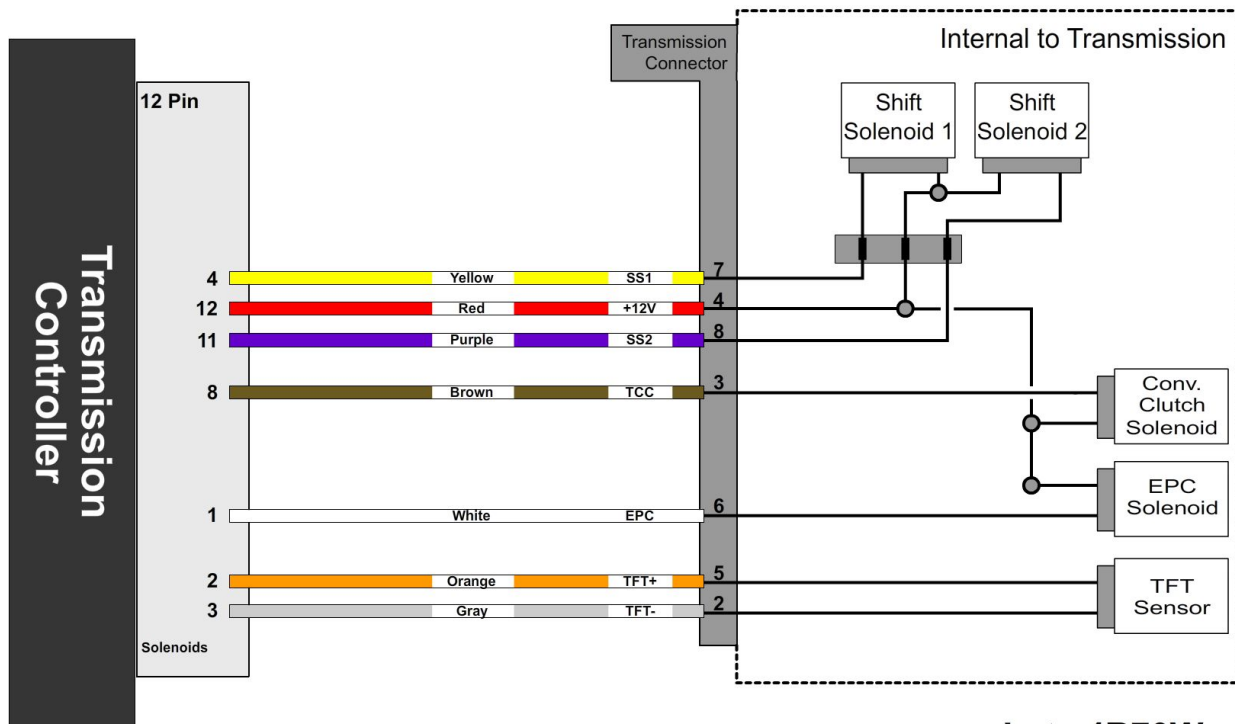 Transmission
Controller
12 Pin
Solenoids
Transmission
Connector
Internal to Transmission
Shift
Solenoid 1
Shift
Solenoid 2
4 Yellow SS1 7
12 Red +12V 4
11 Purple SS2 8
8 Brown TCC 3
1 White EPC 6
2 Orange TFT+ 5
3 Gray TFT- 2
Conv.
Clutch
Solenoid
EPC
Solenoid
TFT
Sensor